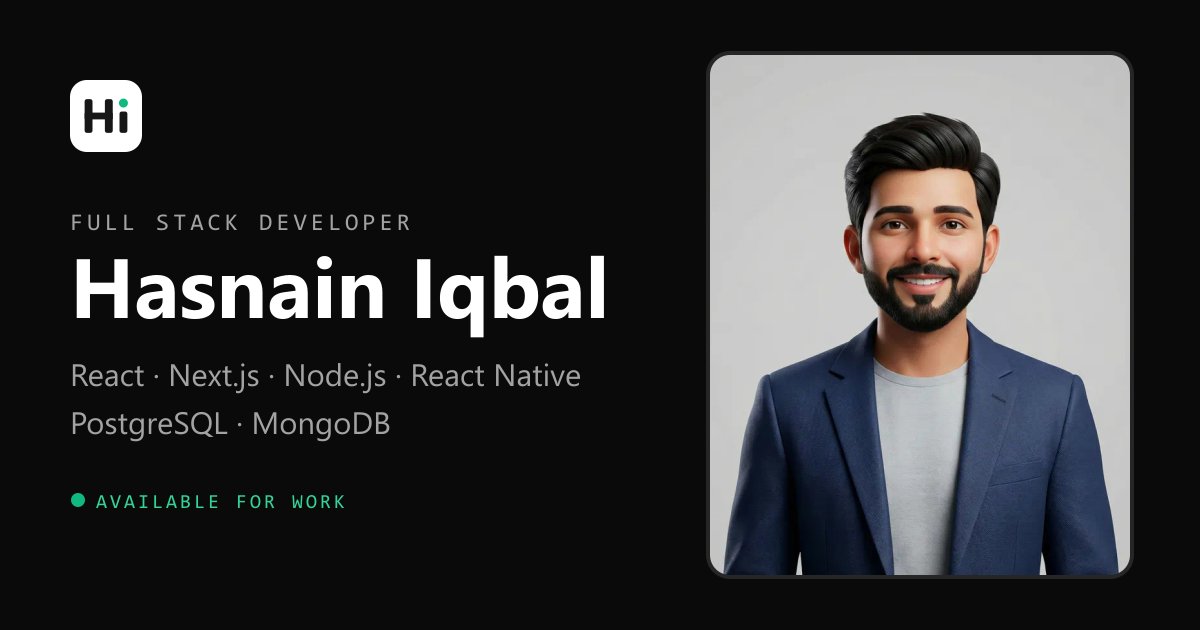 Hi
FULL STACK DEVELOPER
Hasnain Iqbal
React · Next.js · Node.js · React Native
PostgreSQL · MongoDB
AVAILABLE FOR WORK